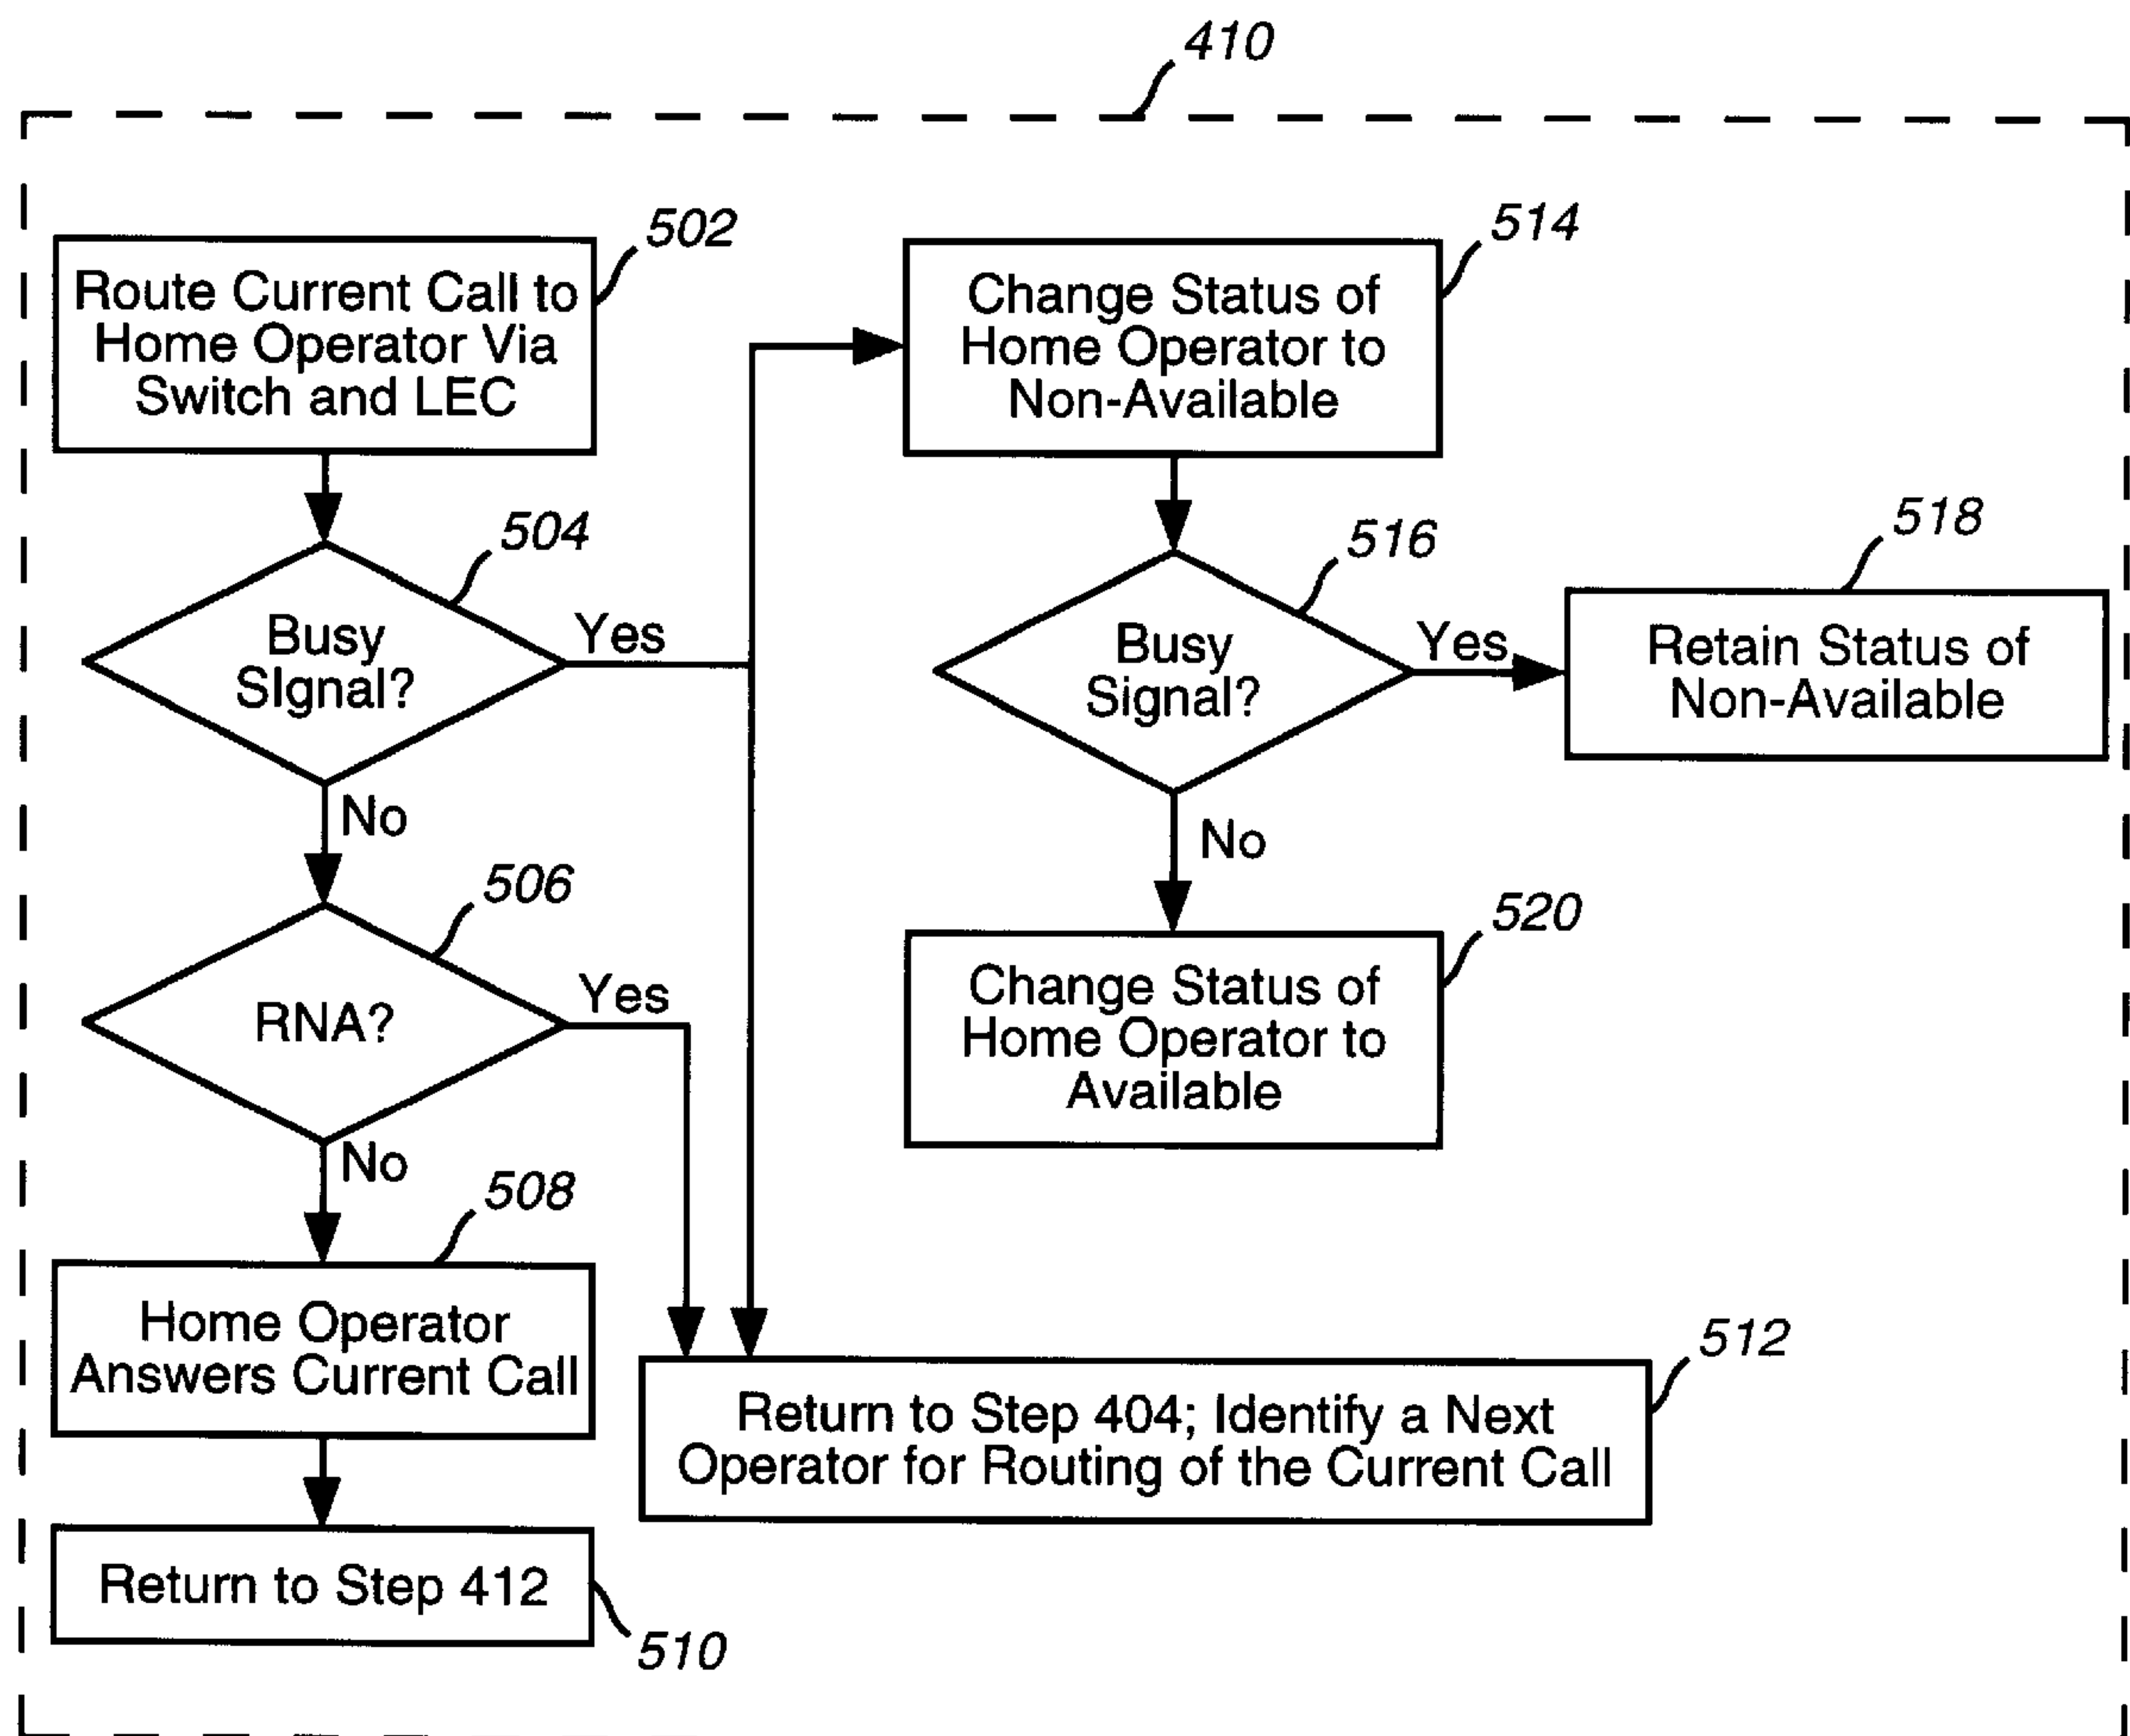 410
502
Route Current Call to
Home Operator Via
Switch and LEC
504
Busy
SIgnal?
Yes
No
506
RNA?
Yes
No
508
Home Operator
Answers Current Call
Return to Step 412
510
514
Change Status of
Home Operator to
Non-Available
516
Busy
Signal?
Yes
No
518
Retain Status of
Non-Available
520
Change Status of
Home Operator to
Available
512
Return to Step 404; Identify a Next
Operator for Routing of the Current Call